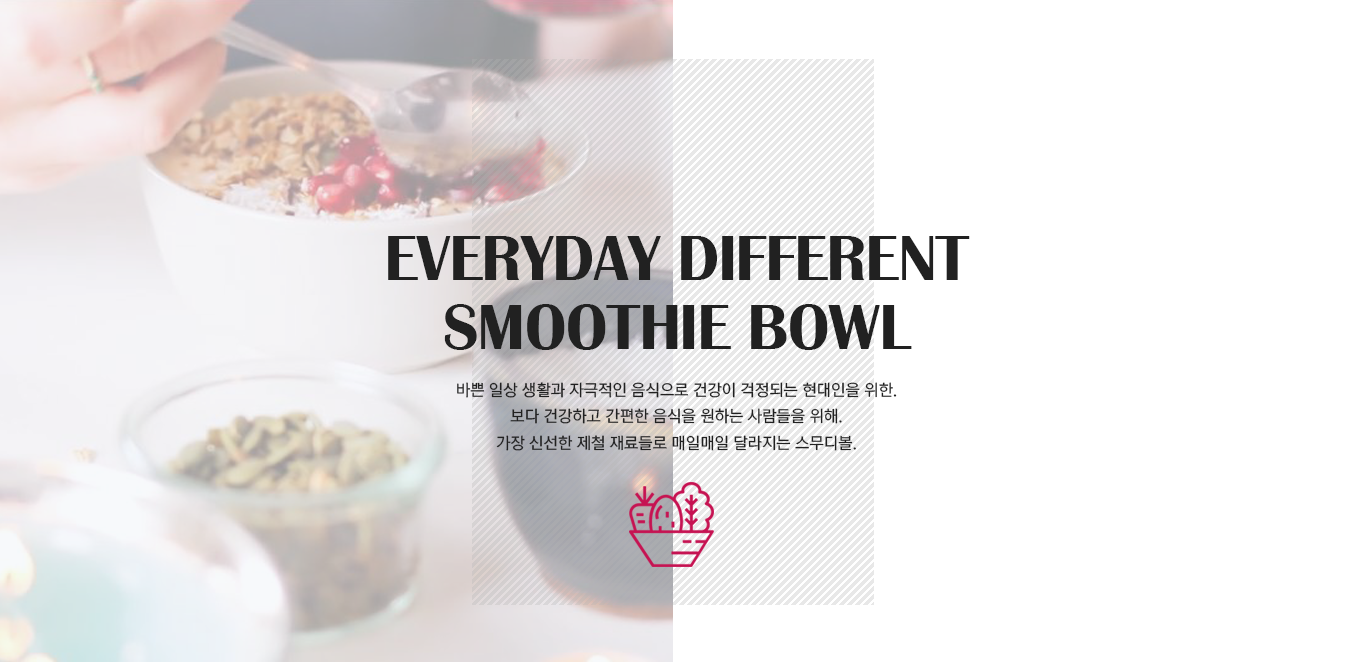 EVERYDAY DIFFERENT
SMOOTHIE BOWL
바쁜 일상 생활과 자극적인 음식으로 건강이 걱정되는 현대인을 위한.
보다 건강하고 간편한 음식을 원하는 사람들을 위해.
가장 신선한 제철 재료들로 매일매일 달라지는 스무디볼.